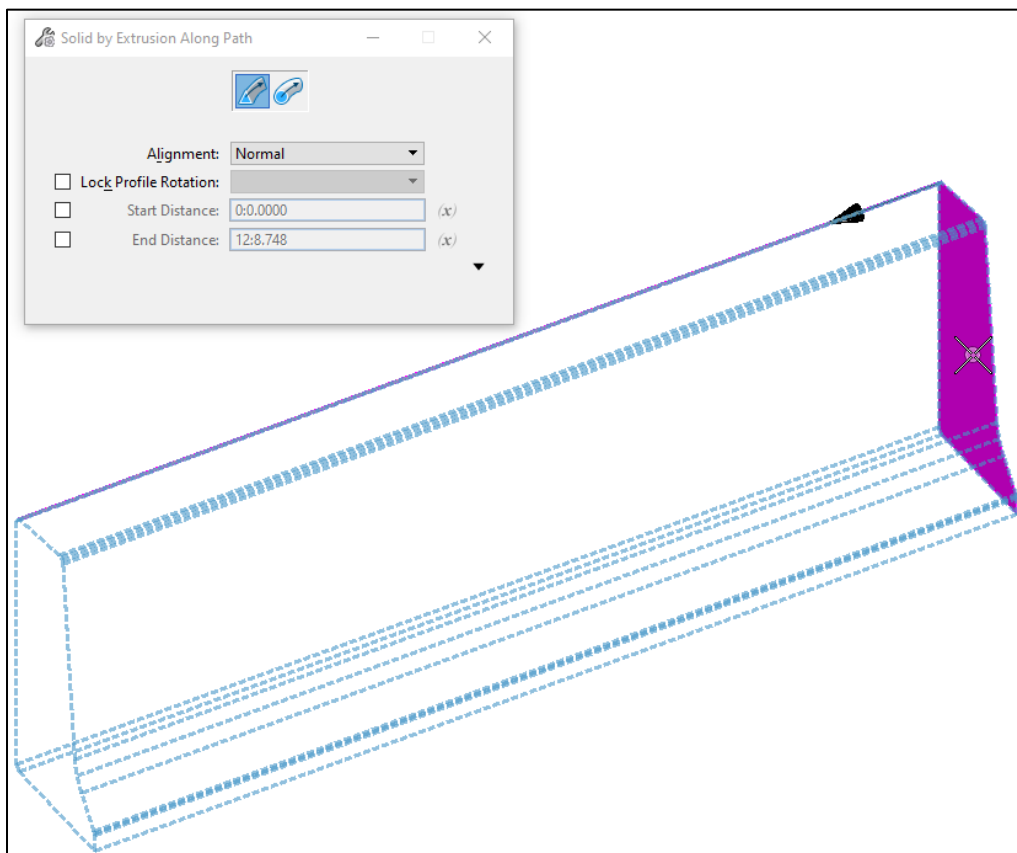 Solid by Extrusion Along Path
Alignment: Normal
Lock Profile Rotation:
Start Distance: 0:0.0000 (x)
End Distance: 12:8.748 (x)